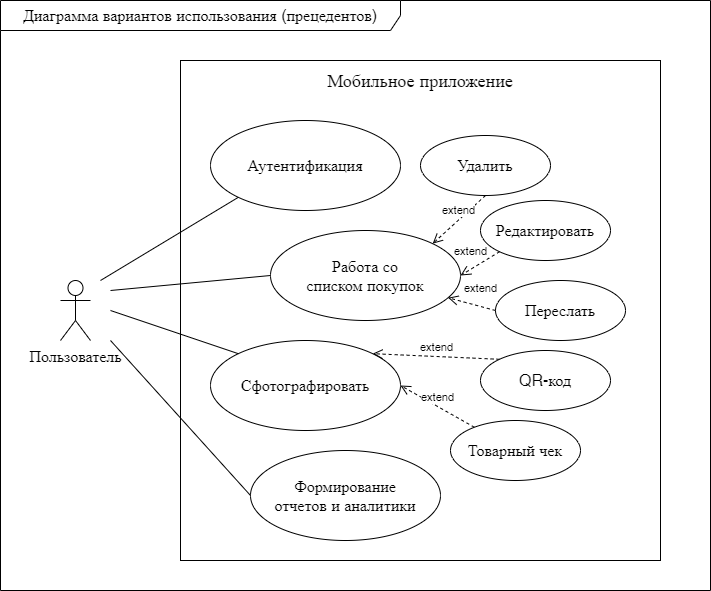 Диаграмма вариантов использования (прецедентов)
Мобильное приложение
Аутентификация
Удалить
extend
Редактировать
extend
Работа со
списком покупок
extend
Переслать
Пользователь
extend
Сфотографировать
QR-код
extend
Товарный чек
Формирование
отчетов и аналитики